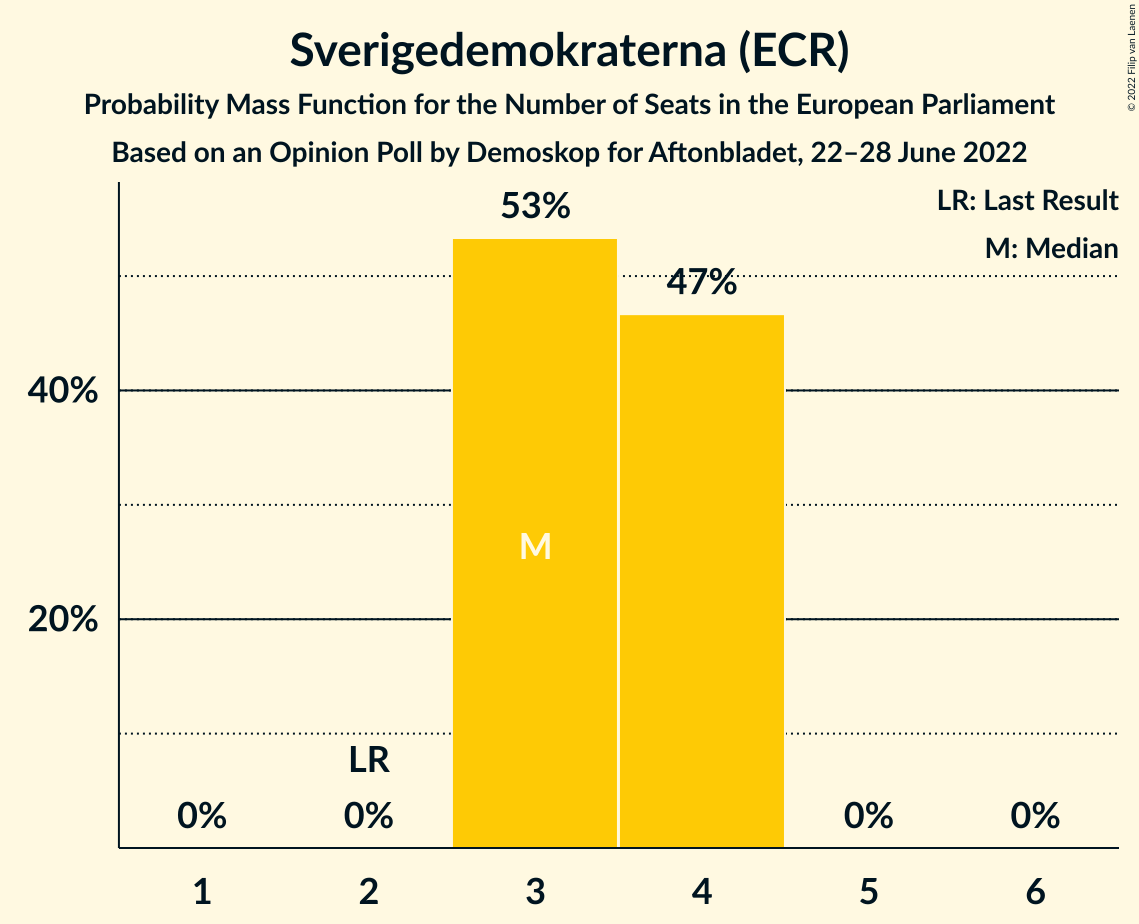 Sverigedemokraterna (ECR)
Probability Mass Function for the Number of Seats in the European Parliament
Based on an Opinion Poll by Demoskop for Aftonbladet, 22–28 June 2022
© 2022 Filip van Laenen
LR: Last Result
M: Median
53%
47%
40%
M
20%
LR
0% 0% 0% 0%
1 2 3 4 5 6